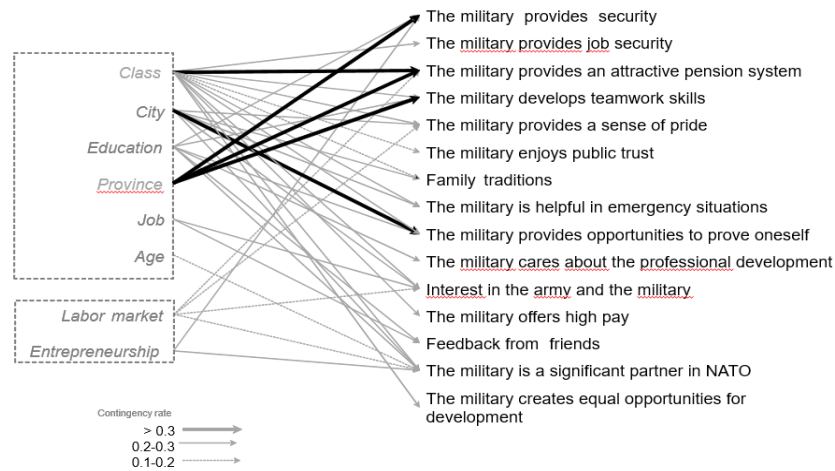 The military provides security
The military provides job security
Class
The military provides an attractive pension system
The military develops teamwork skills
City
The military provides a sense of pride
Education
The military enjoys public trust
Family traditions
Province
The military is helpful in emergency situations
Job
The military provides opportunities to prove oneself
Age
The military cares about the professional development
Interest in the army and the military
Labor market
The military offers high pay
Feedback from friends
Entrepreneurship
The military is a significant partner in NATO
The military creates equal opportunities for
development
Contingency rate
> 0.3
0.2-0.3
0.1-0.2